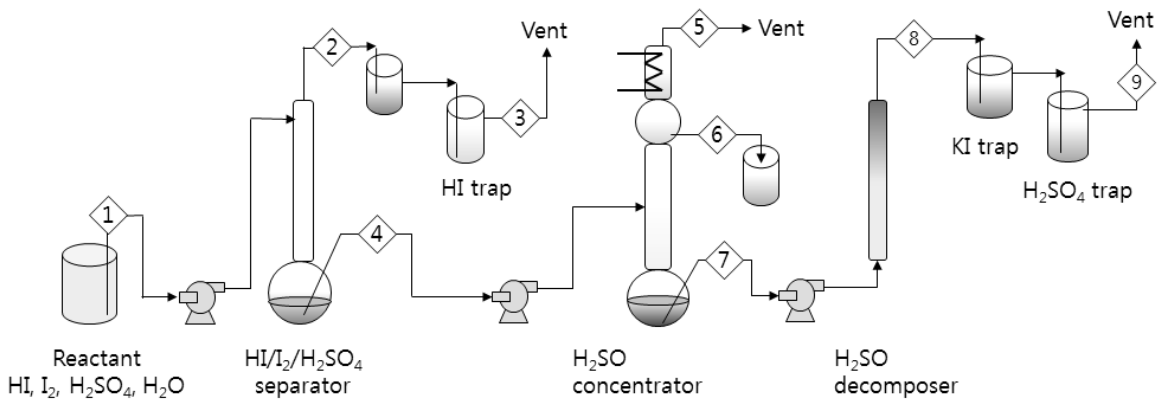 Vent
Vent
Vent
2
5
8
9
3
6
KI trap
HI trap
H₂SO₄ trap
1
4
7
Reactant
HI, I₂, H₂SO₄, H₂O
HI/I₂/H₂SO₄
separator
H₂SO
concentrator
H₂SO
decomposer